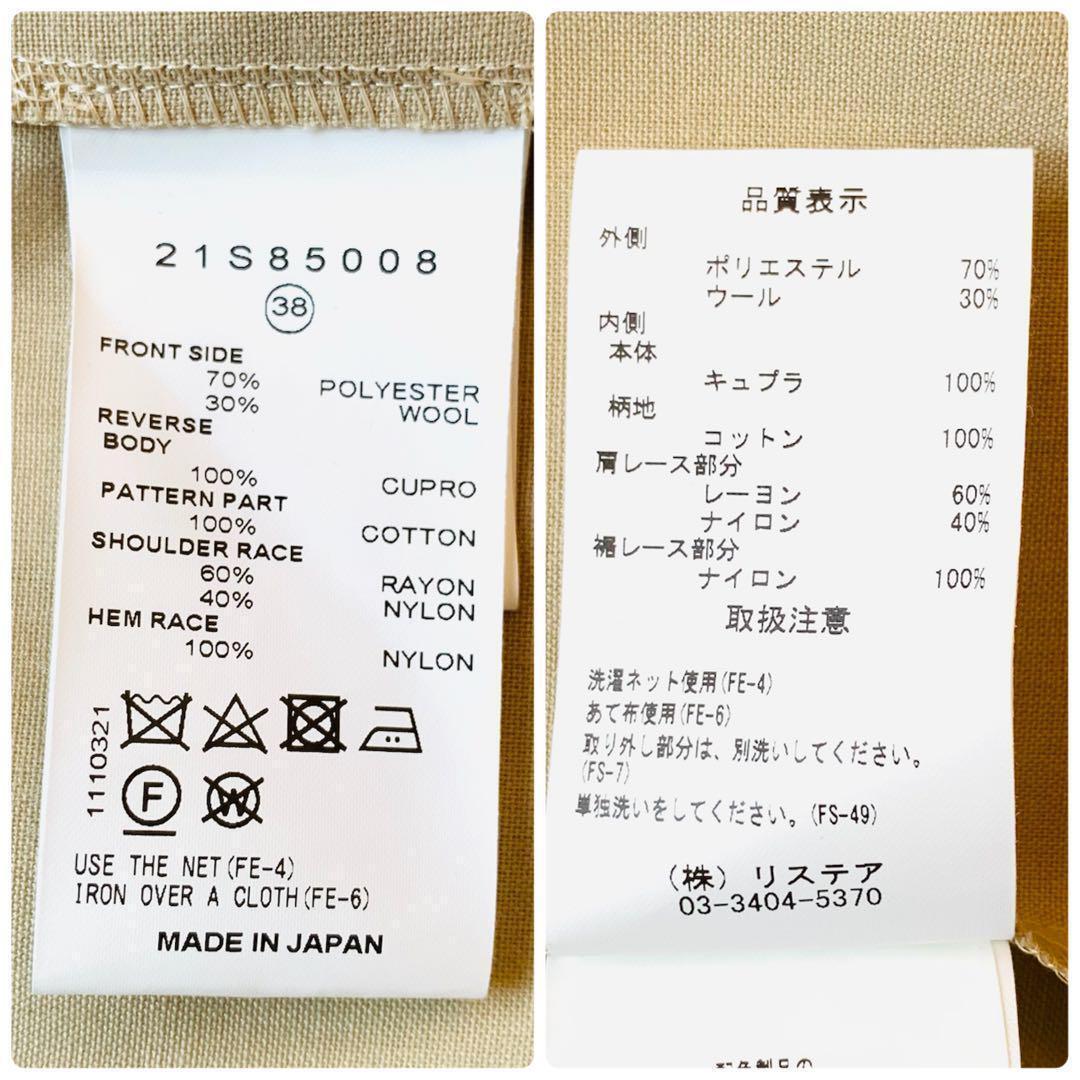 21S85008
38
FRONT SIDE
70% POLYESTER
30% WOOL
REVERSE
BODY
100% CUPRO
PATTERN PART
100% COTTON
SHOULDER RACE
60% RAYON
40% NYLON
HEM RACE
100% NYLON
1110321
F
W
USE THE NET(FE-4)
IRON OVER A CLOTH(FE-6)
MADE IN JAPAN
品質表示
外側
ポリエステル 70%
ウール 30%
内側
本体
キュプラ 100%
柄地
コットン 100%
肩レース部分
レーヨン 60%
ナイロン 40%
裾レース部分
ナイロン 100%
取扱注意
洗濯ネット使用(FE-4)
あて布使用(FE-6)
取り外し部分は、別洗いしてください。
(FS-7)
単独洗いをしてください。(FS-49)
(株) リステア
03-3404-5370